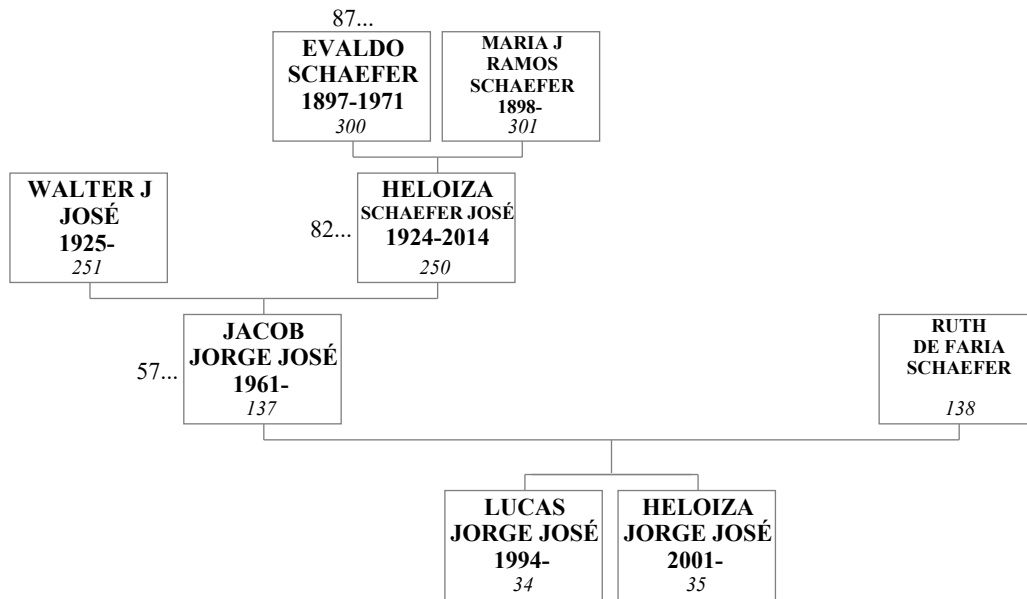 87...
EVALDO
SCHAEFER
1897-1971
300
MARIA J
RAMOS
SCHAEFER
1898-
301
WALTER J
JOSÉ
1925-
251
82...
HELOIZA
SCHAEFER JOSÉ
1924-2014
250
57...
JACOB
JORGE JOSÉ
1961-
137
RUTH
DE FARIA
SCHAEFER
138
LUCAS
JORGE JOSÉ
1994-
34
HELOIZA
JORGE JOSÉ
2001-
35